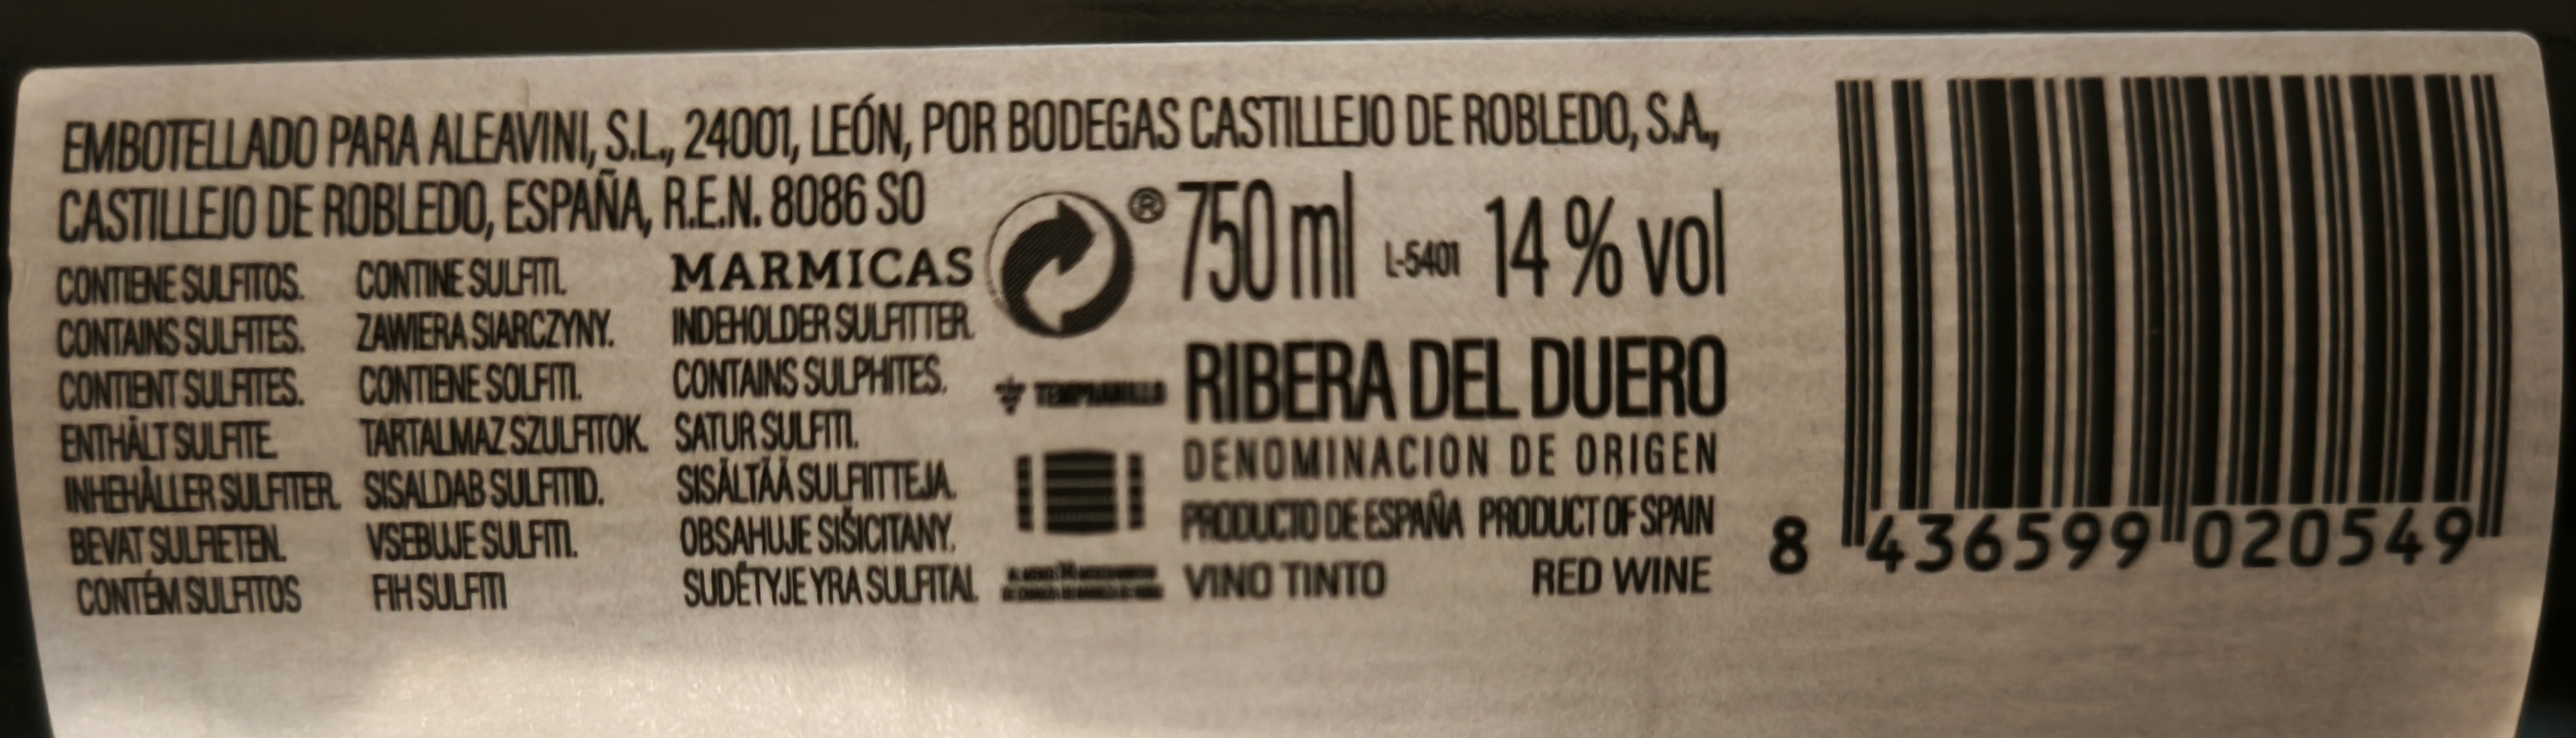 EMBOTELLADO PARA ALEAVINI, S.L., 24001, LEÓN, POR BODEGAS CASTILLEJO DE ROBLEDO, S.A.,
CASTILLEJO DE ROBLEDO, ESPAÑA, R.E.N. 8086 SO
CONTIENE SULFITOS.
CONTAINS SULFITES.
CONTIENT SULFITES.
ENTHÄLT SULFITE
INHEHÅLLER SULFITER.
BEVAT SULFIETEN.
CONTÉM SULFITOS
CONTINE SULFITI.
ZAWIERA SIARCZYNY.
CONTIENE SOLFITI.
TARTALMAZ SZULFITOK.
SISALDAB SULFITID.
VSEBUJE SULFITI.
FIH SULFITI
MARMICAS
INDEHOLDER SULFITTER.
CONTAINS SULPHITES.
SATUR SULFITI.
SISÄLTÄÄ SULFIITTEJA.
OBSAHUJE SIŠICITANY.
SUDĖTYJE YRA SULFITAI.
®
TEMPRANILLO
750 ml L-5401 14 % vol
RIBERA DEL DUERO
DENOMINACION DE ORIGEN
PRODUCTO DE ESPAÑA PRODUCT OF SPAIN
VINO TINTO RED WINE
8 436599 020549